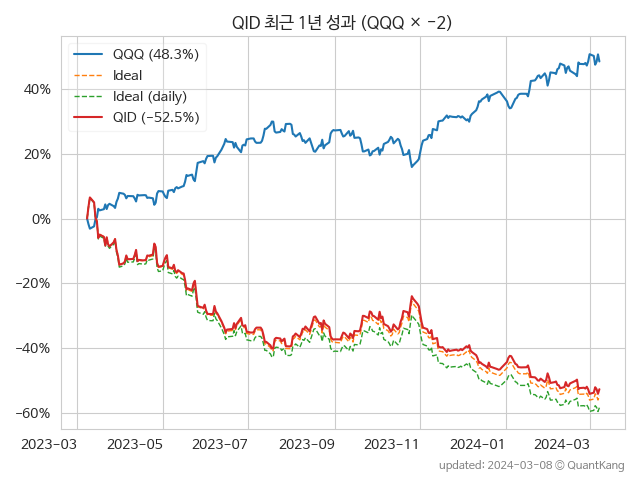 QID 최근 1년 성과 (QQQ × −2)
QQQ (48.3%)
Ideal
Ideal (daily)
QID (−52.5%)
40%
20%
0%
−20%
−40%
−60%
2023−03 2023−05 2023−07 2023−09 2023−11 2024−01 2024−03
updated: 2024−03−08 © QuantKang